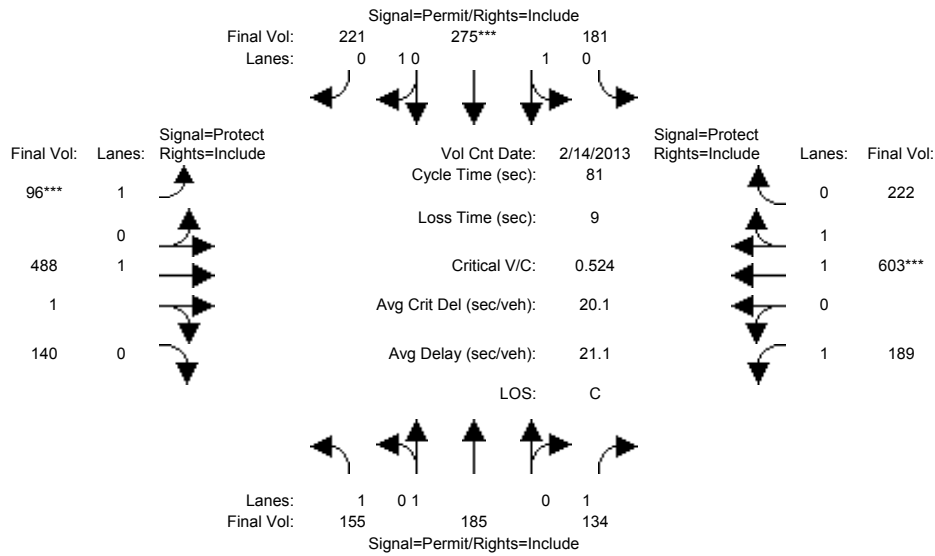 Signal=Permit/Rights=Include
Final Vol: 221 275*** 181
Lanes: 0 1 0 1 0
Signal=Protect Signal=Protect
Final Vol: Lanes: Rights=Include Vol Cnt Date: 2/14/2013 Rights=Include Lanes: Final Vol:
Cycle Time (sec): 81
96*** 1 0 222
Loss Time (sec): 9
0 1
488 1 Critical V/C: 0.524 1 603***
1 Avg Crit Del (sec/veh): 20.1 0
140 0 Avg Delay (sec/veh): 21.1 1 189
LOS: C
Lanes: 1 0 1 0 1
Final Vol: 155 185 134
Signal=Permit/Rights=Include